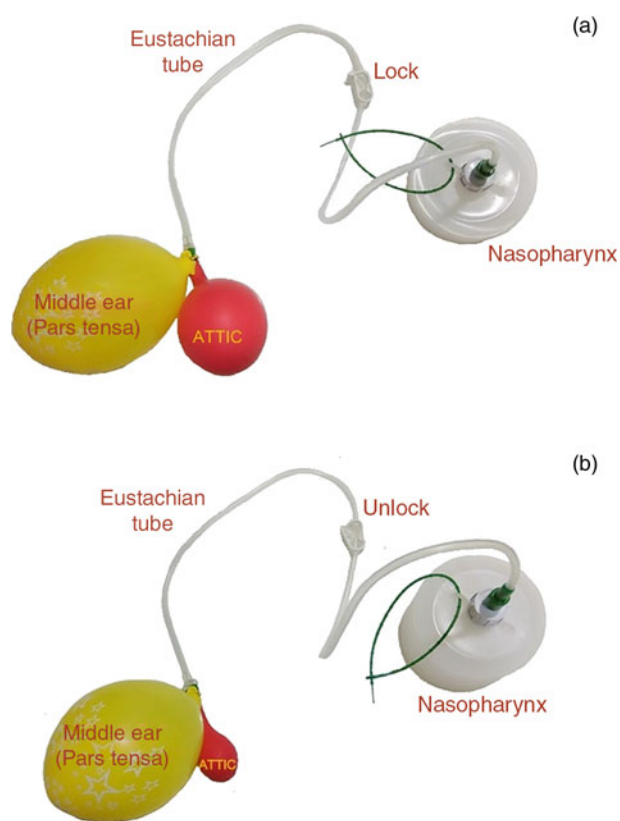 (a)
Eustachian
tube
Lock
Nasopharynx
Middle ear
(Pars tensa)
ATTIC
(b)
Eustachian
tube
Unlock
Nasopharynx
Middle ear
(Pars tensa)
ATTIC